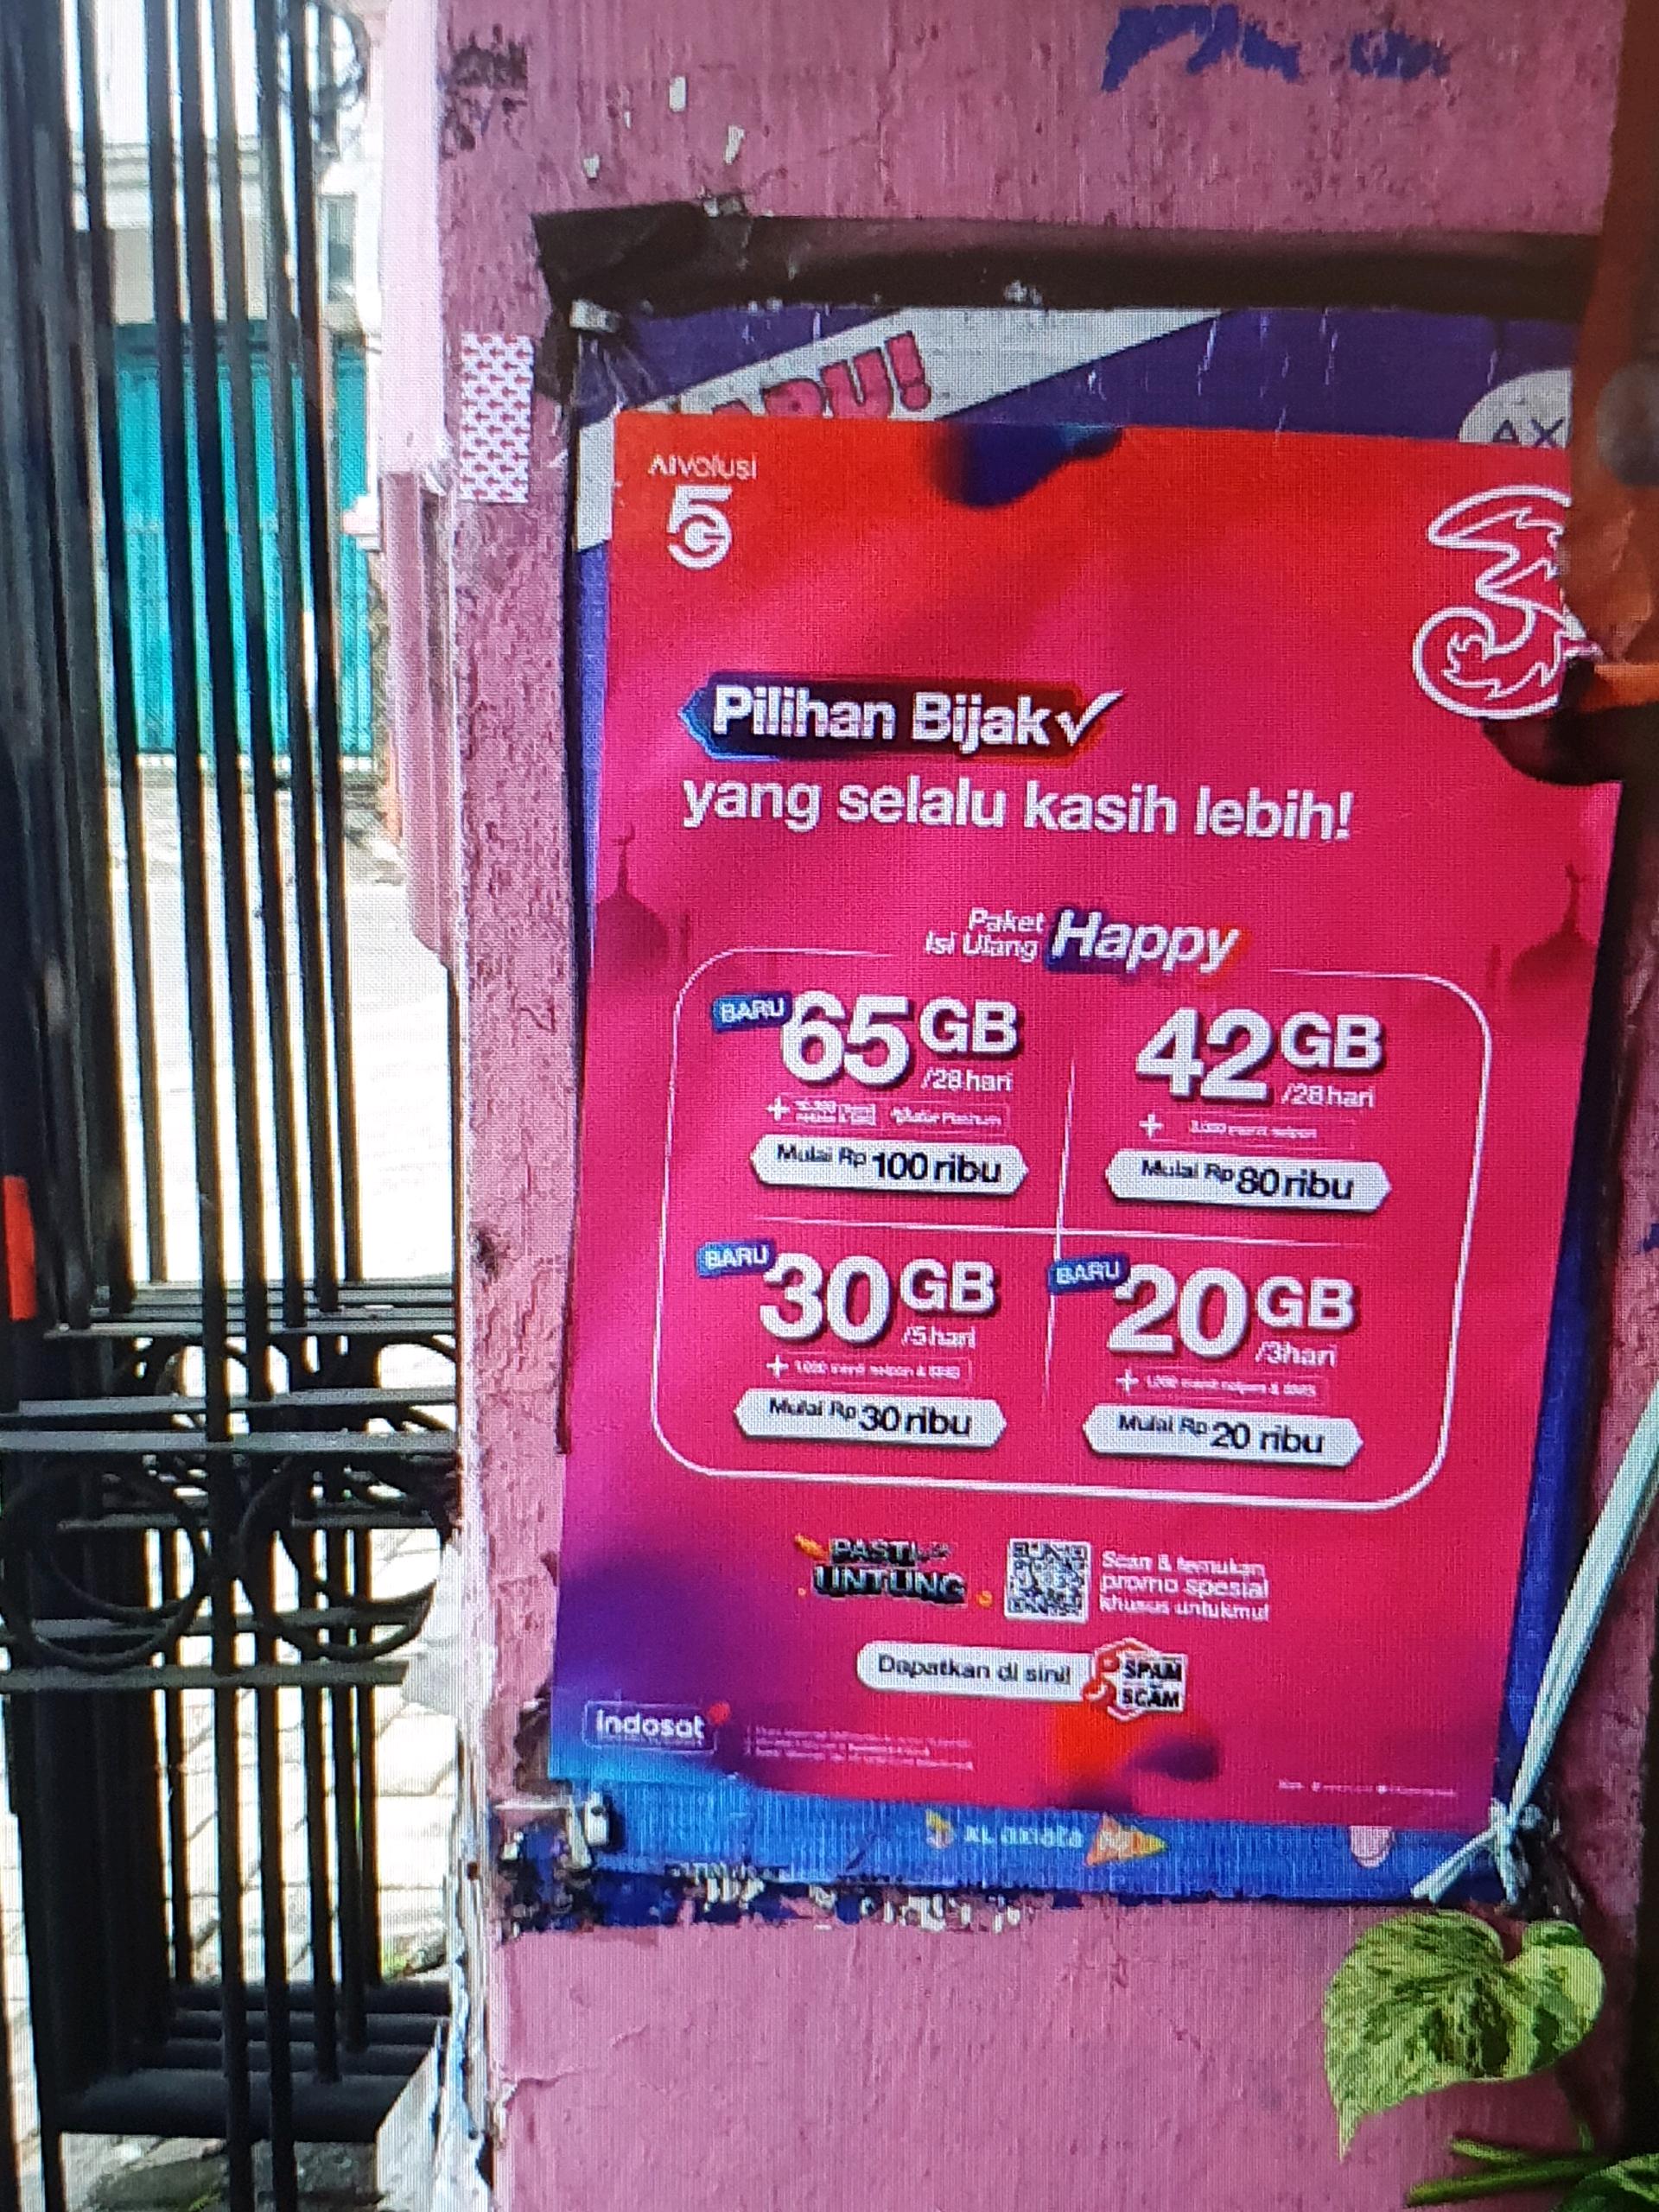 ARU!
AX
AIvolusi
5G
3
Pilihan Bijak
yang selalu kasih lebih!
Paket
Isi Ulang Happy
BARU 65 GB
/28 hari
+
Mulai Rp 100 ribu
42 GB
/28 hari
+
Mulai Rp 80 ribu
BARU 30 GB
/5 hari
+
Mulai Rp 30 ribu
BARU 20 GB
/3 hari
+
Mulai Rp 20 ribu
PASTI
UNTUNG
Scan & temukan
promo spesial
khusus untukmu!
Dapatkan di sini!
SPAM
SCAM
indosat
XL axiata